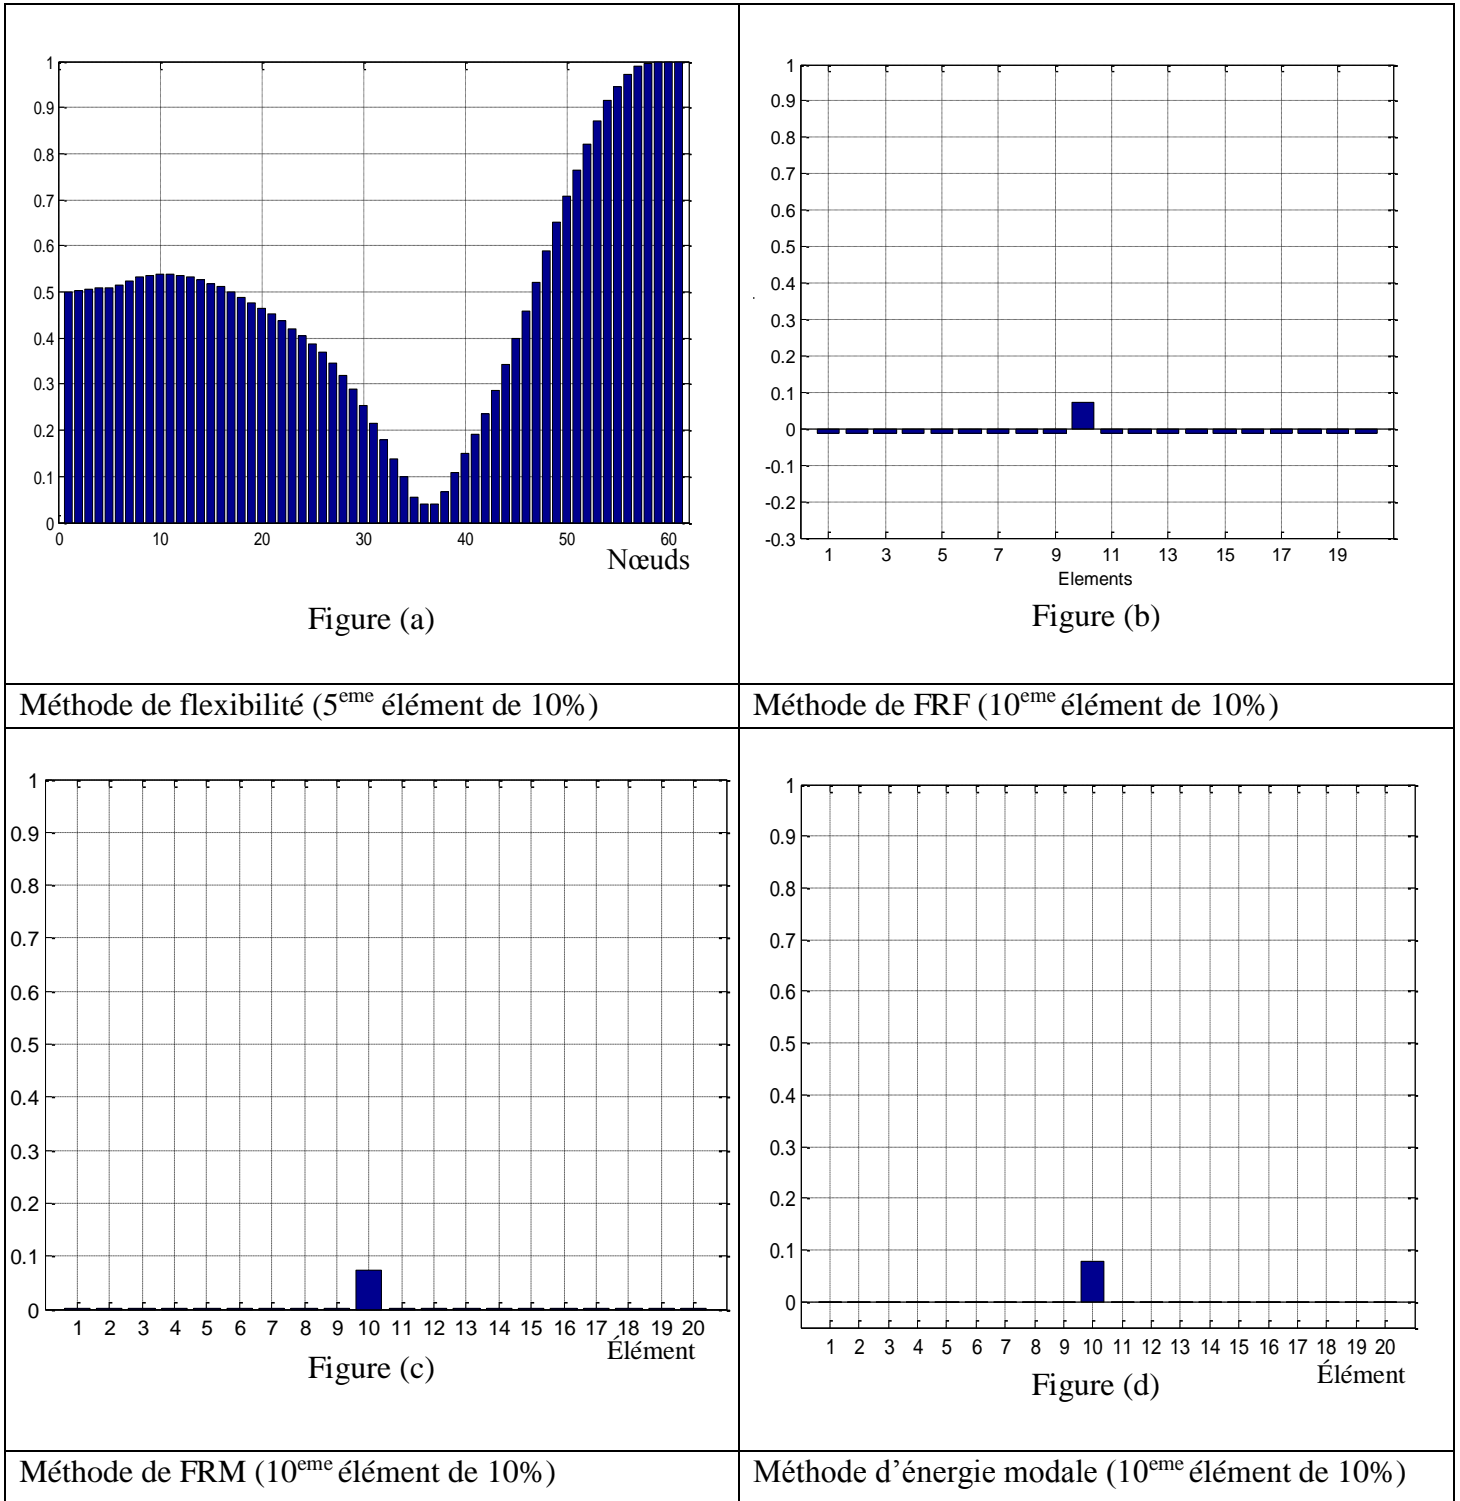 1
0.9
0.8
0.7
0.6
0.5
0.4
0.3
0.2
0.1
0
0 10 20 30 40 50 60
Nœuds
Figure (a)
1
0.9
0.8
0.7
0.6
0.5
0.4
0.3
0.2
0.1
0
-0.1
-0.2
-0.3
1 3 5 7 9 11 13 15 17 19
Elements
Figure (b)
Méthode de flexibilité (5eme élément de 10%)
Méthode de FRF (10eme élément de 10%)
1
0.9
0.8
0.7
0.6
0.5
0.4
0.3
0.2
0.1
0
1 2 3 4 5 6 7 8 9 10 11 12 13 14 15 16 17 18 19 20
Élément
Figure (c)
1
0.9
0.8
0.7
0.6
0.5
0.4
0.3
0.2
0.1
0
1 2 3 4 5 6 7 8 9 10 11 12 13 14 15 16 17 18 19 20
Élément
Figure (d)
Méthode de FRM (10eme élément de 10%)
Méthode d’énergie modale (10eme élément de 10%)